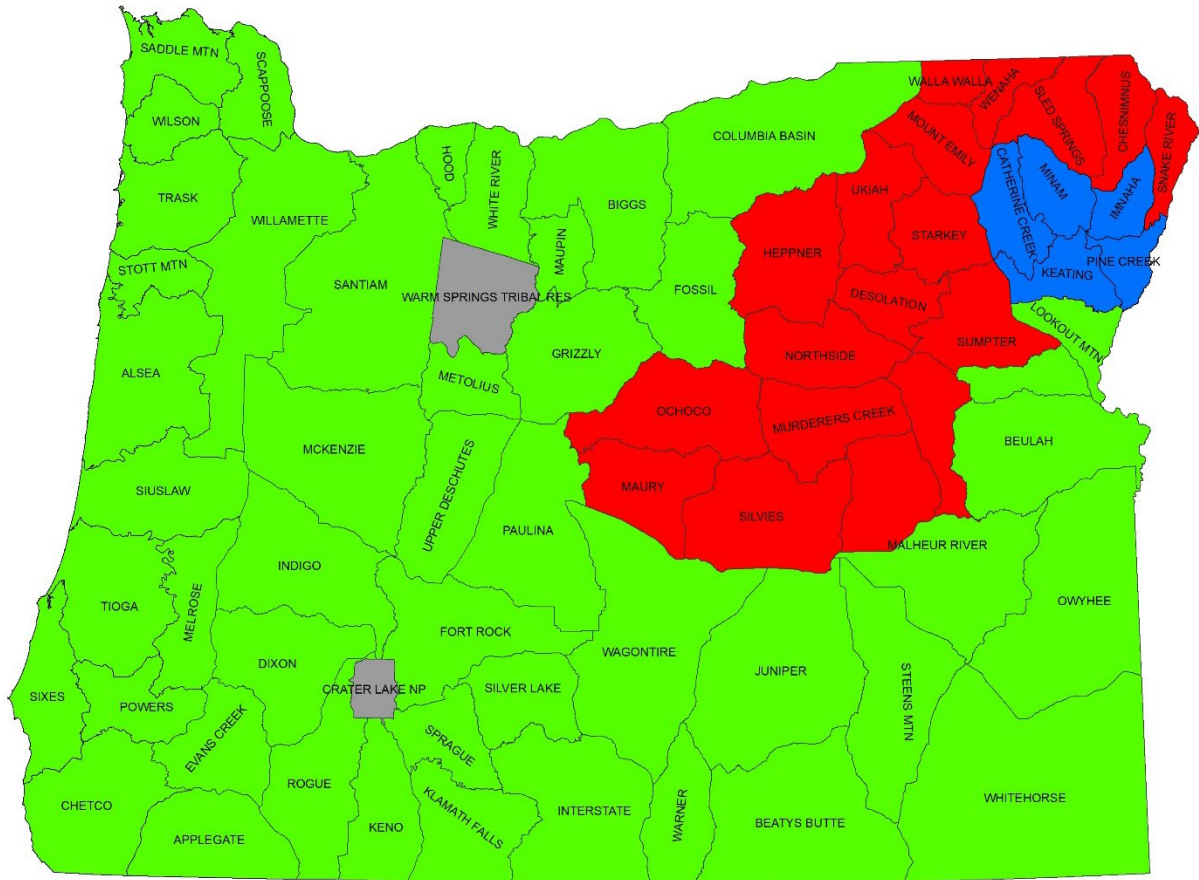 SADDLE MTN
SCAPPOOSE
WILSON
TRASK
WILLAMETTE
STOTT MTN
ALSEA
SIUSLAW
HOOD
WHITE RIVER
SANTIAM
WARM SPRINGS TRIBAL RES
MAUPIN
BIGGS
COLUMBIA BASIN
FOSSIL
GRIZZLY
METOLIUS
MCKENZIE
UPPER DESCHUTES
PAULINA
WALLA WALLA
WENAHA
SLED SPRINGS
CHESNIMNUS
SNAKE RIVER
MOUNT EMILY
CATHERINE CREEK
MINAM
IMNAHA
PINE CREEK
KEATING
LOOKOUT MTN
UKIAH
STARKEY
HEPPNER
DESOLATION
SUMPTER
NORTHSIDE
OCHOCO
MURDERERS CREEK
BEULAH
MAURY
SILVIES
MALHEUR RIVER
OWYHEE
INDIGO
TIOGA
MELROSE
DIXON
FORT ROCK
WAGONTIRE
JUNIPER
STEENS MTN
SIXES
POWERS
EVANS CREEK
CRATER LAKE NP
SILVER LAKE
SPRAGUE
CHETCO
APPLEGATE
ROGUE
KENO
KLAMATH FALLS
INTERSTATE
WARNER
BEATYS BUTTE
WHITEHORSE